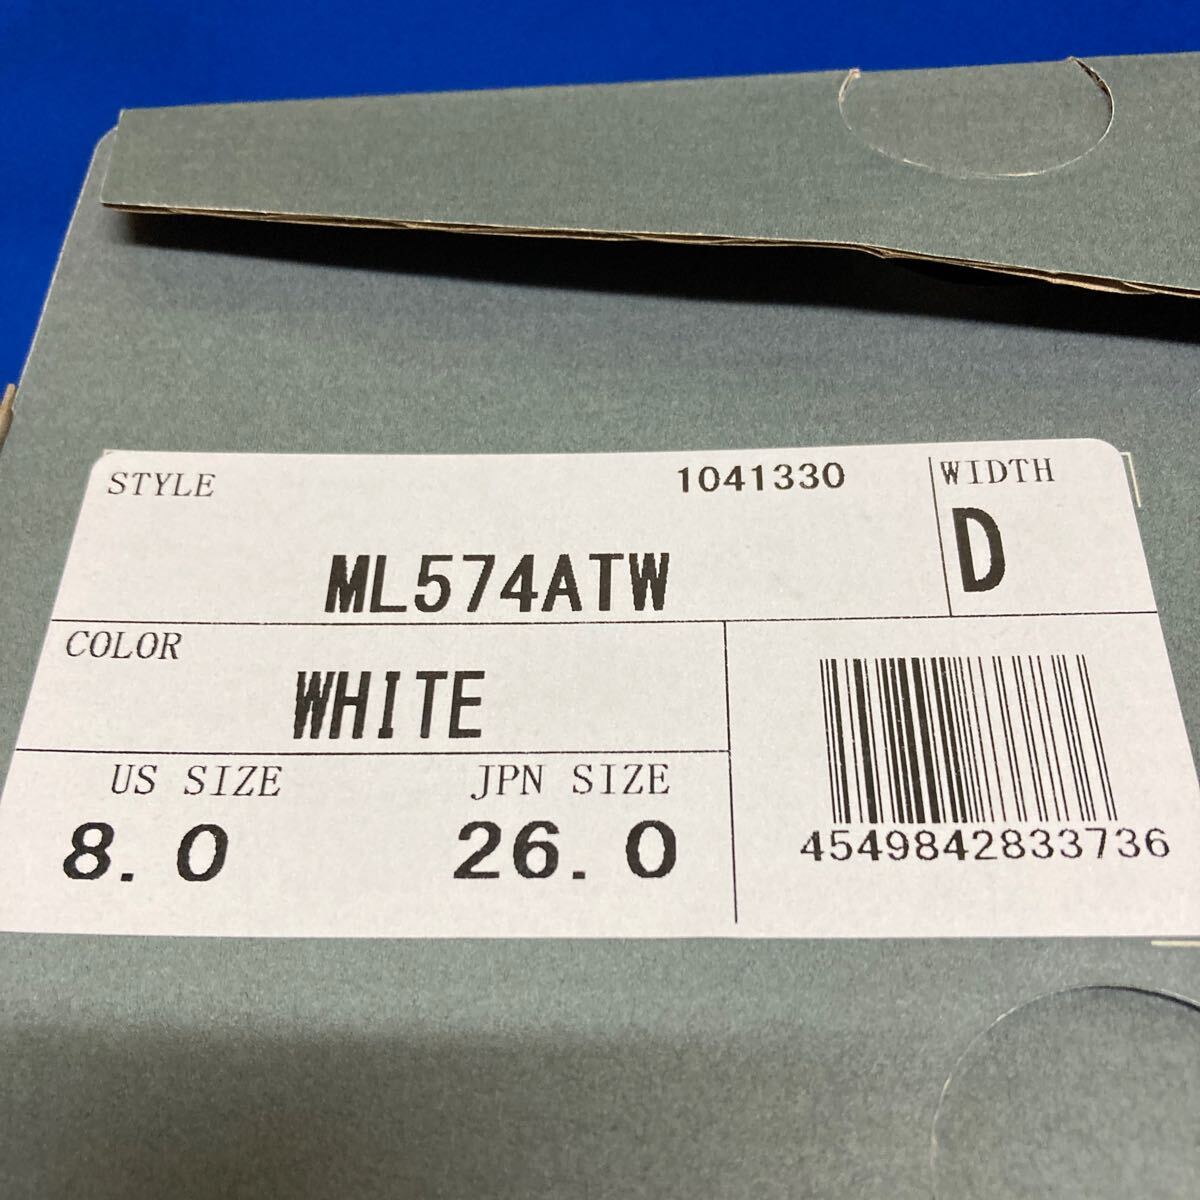 STYLE 1041330 WIDTH
ML574ATW D
COLOR
WHITE
US SIZE JPN SIZE
8.0 26.0
4549842833736